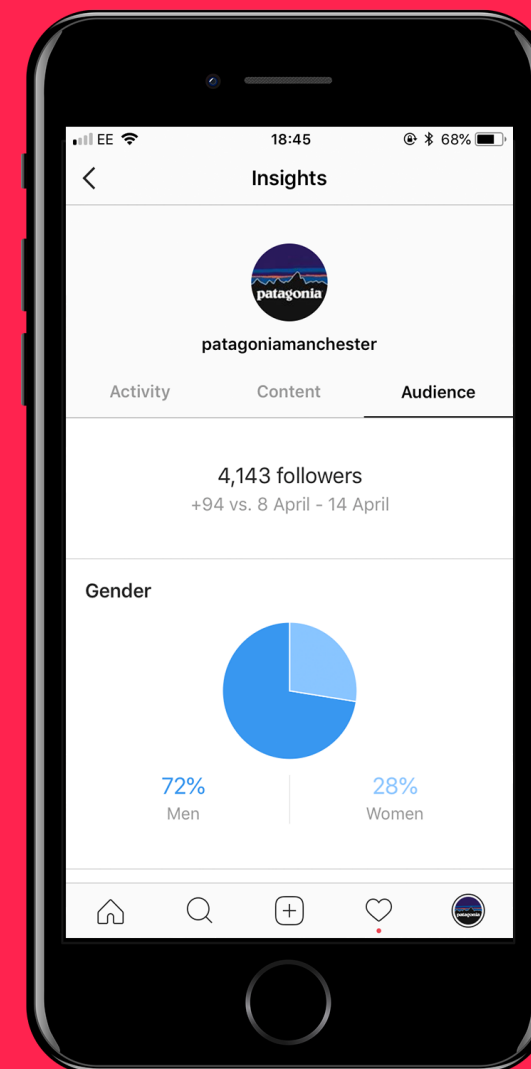 EE 18:45 68%
Insights
patagonia
patagoniamanchester
Activity Content Audience
4,143 followers
+94 vs. 8 April - 14 April
Gender
72% 28%
Men Women
patagonia